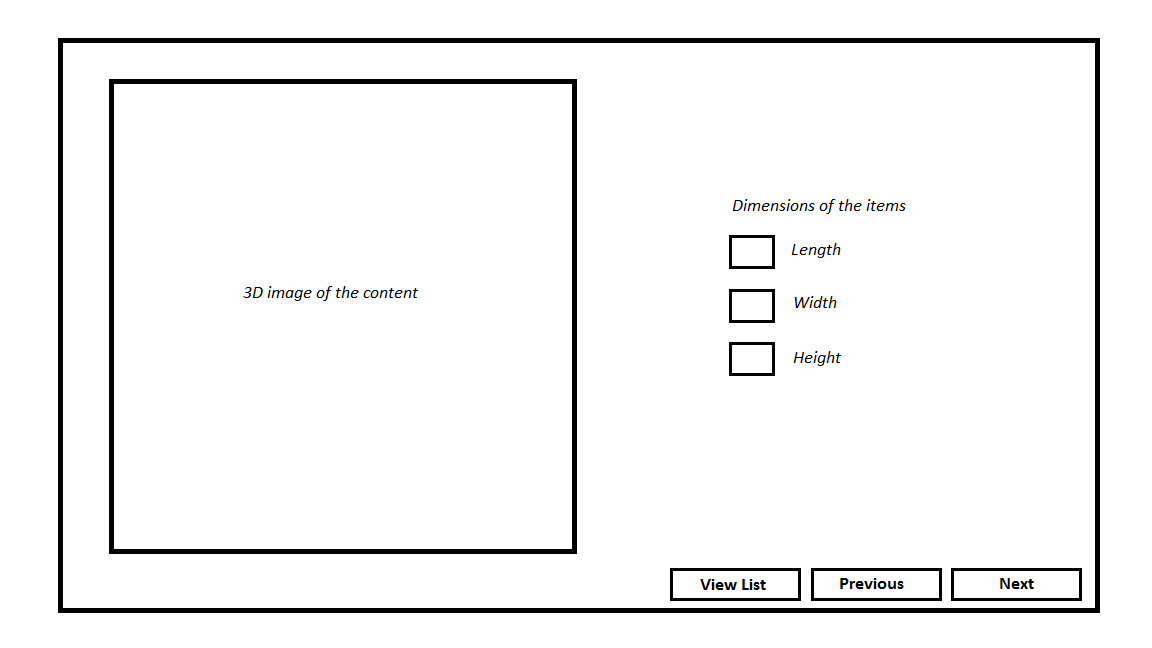 3D image of the content
Dimensions of the items
Length
Width
Height
View List
Previous
Next